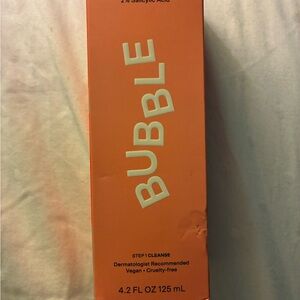 2% Salicylic Acid
BUBBLE
STEP 1 CLEANSE
Dermatologist Recommended
Vegan • Cruelty-free
4.2 FL OZ 125 mL